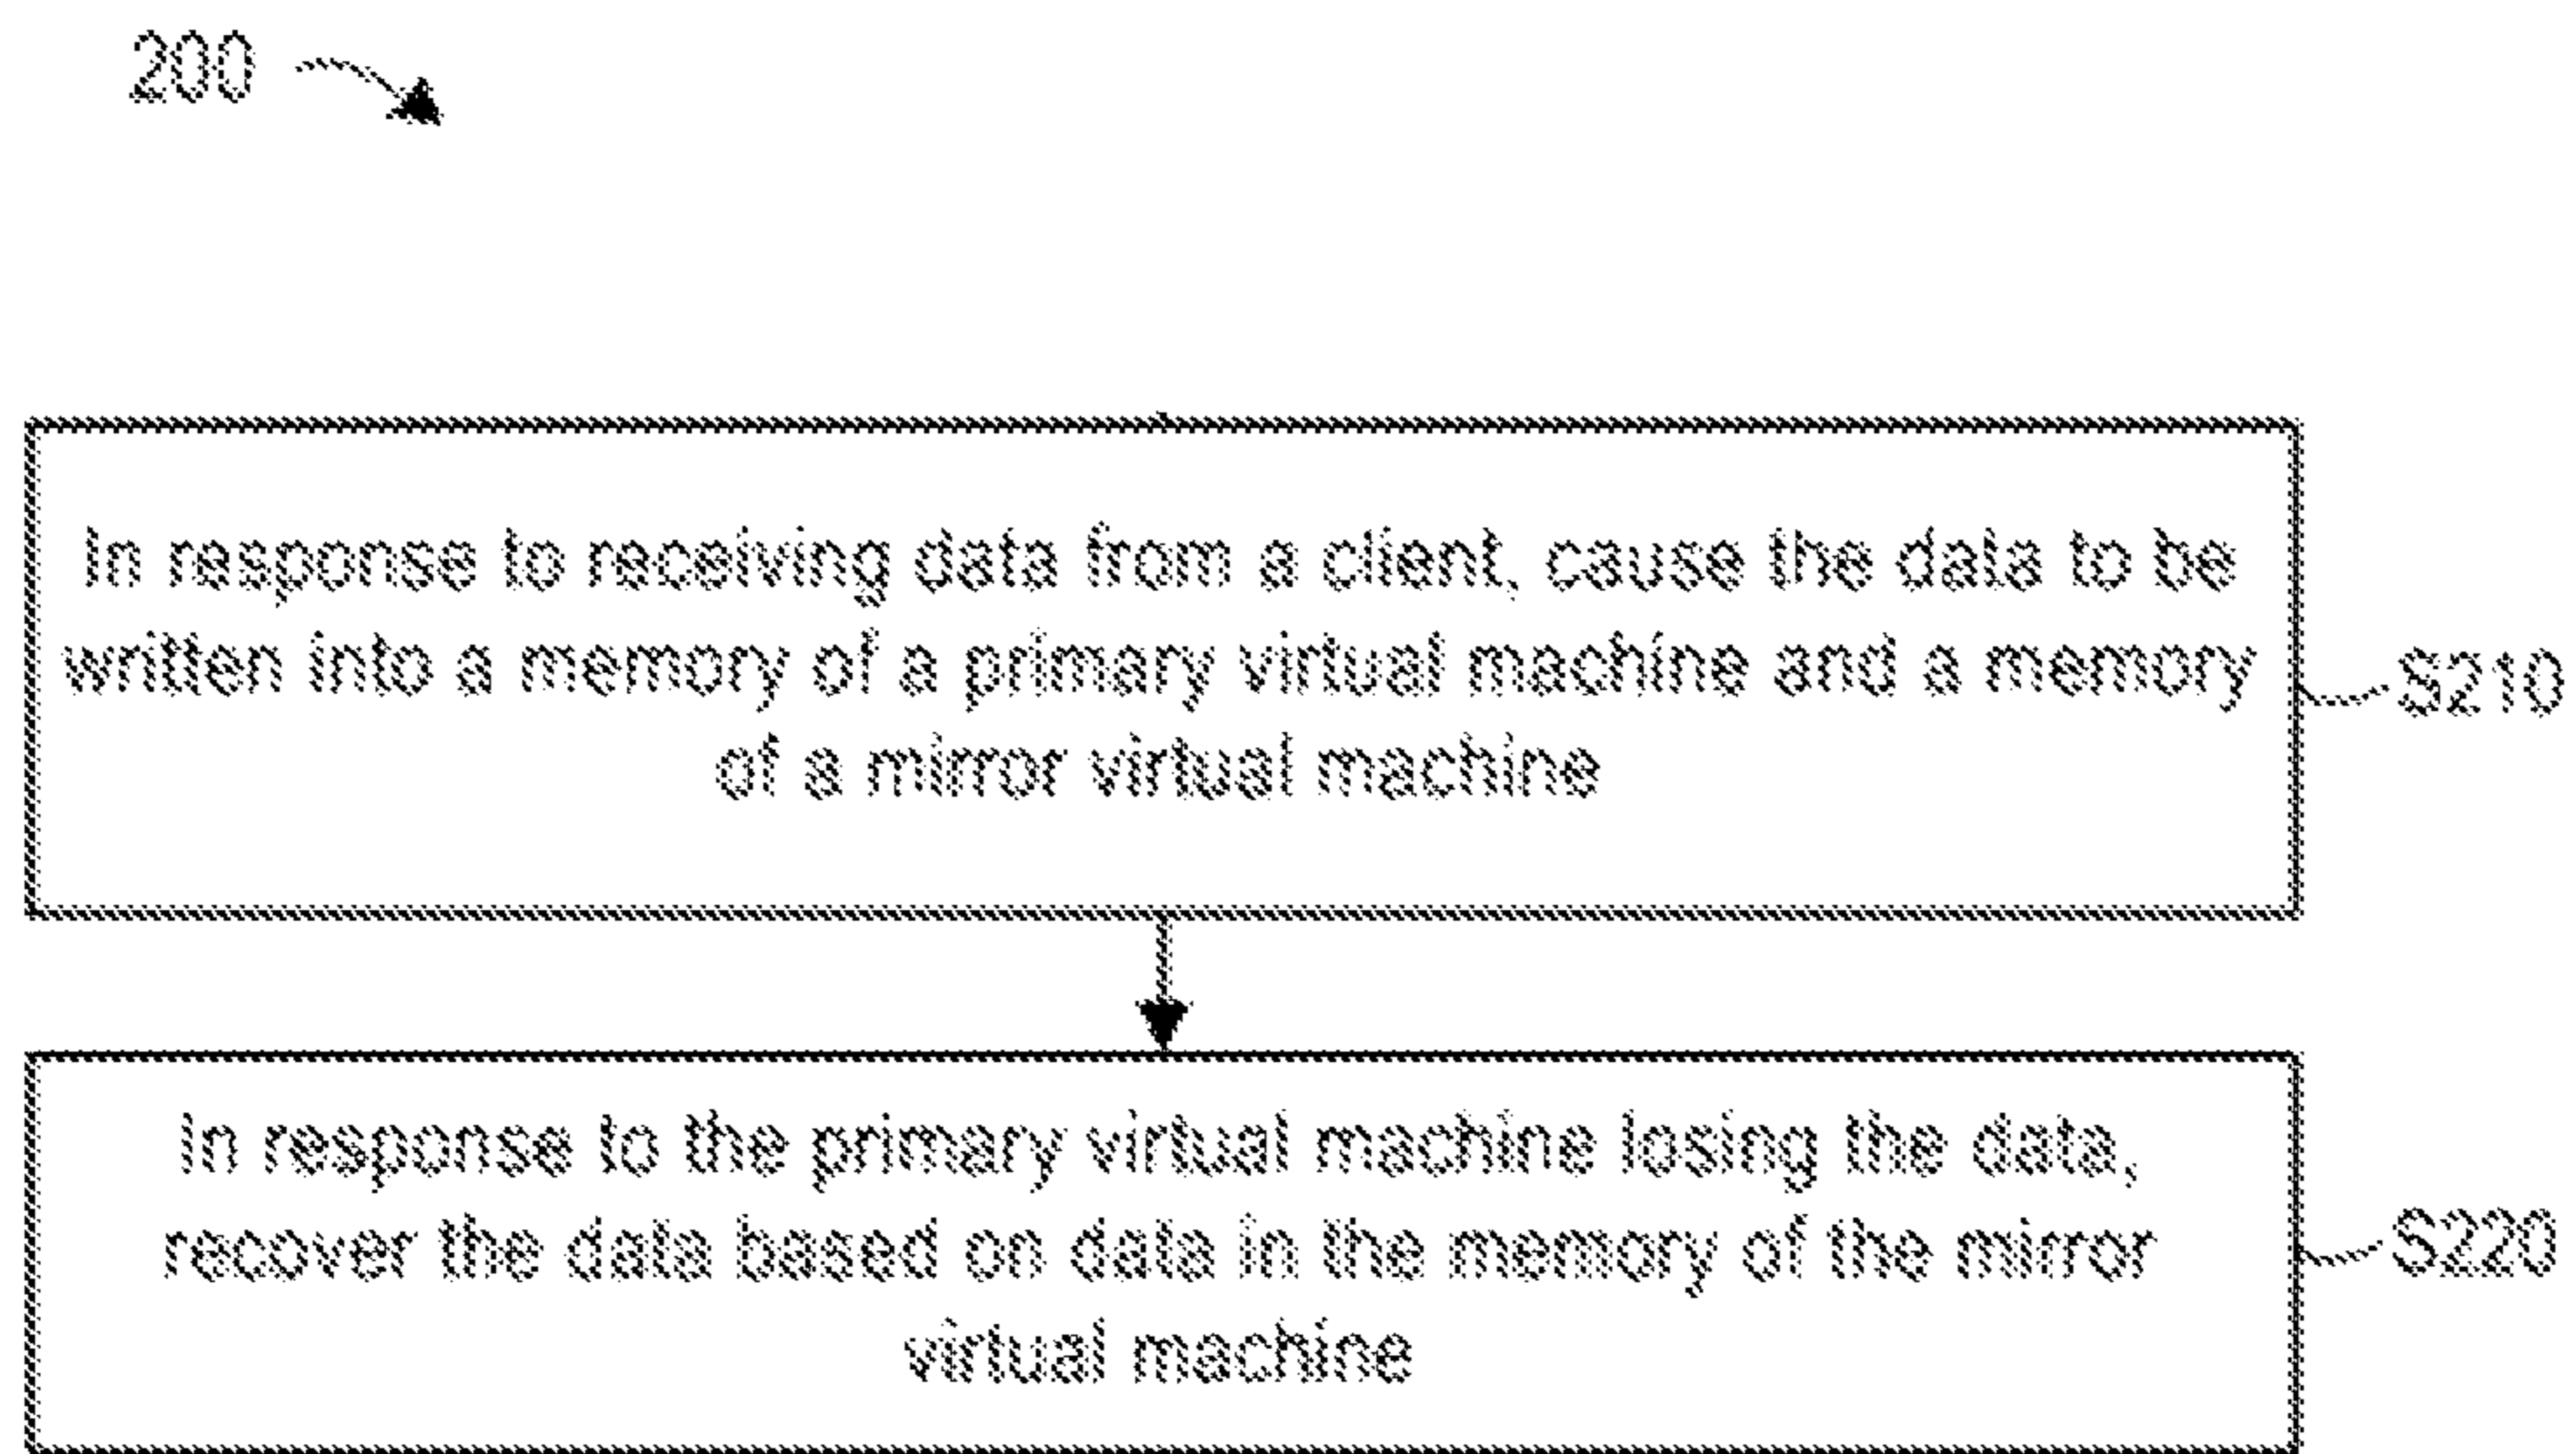 200
In response to receiving data from a client, cause the data to be
written into a memory of a primary virtual machine and a memory
of a mirror virtual machine
S210
In response to the primary virtual machine losing the data,
recover the data based on data in the memory of the mirror
virtual machine
S220